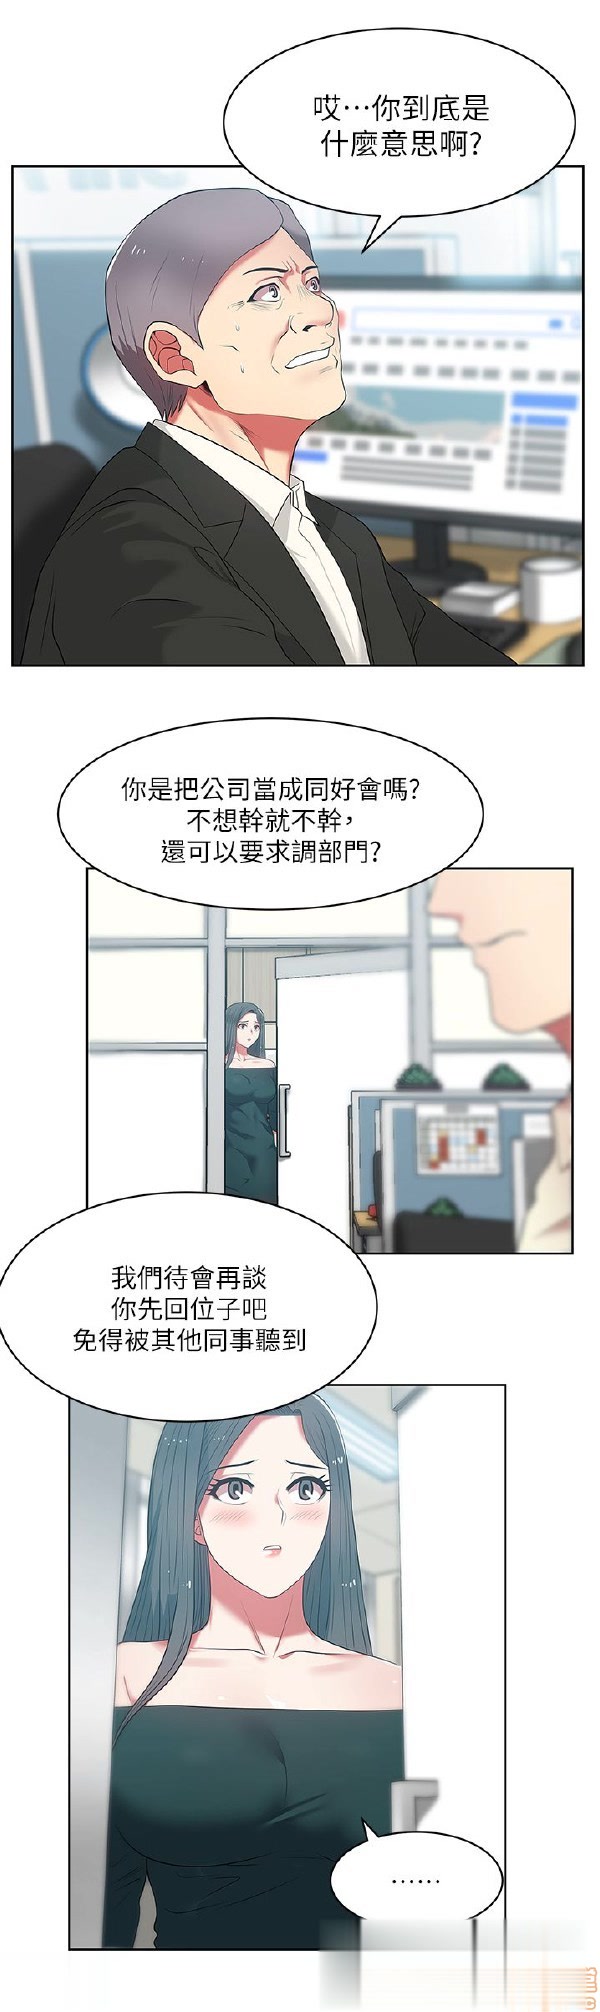 哎…你到底是
什麼意思啊?
你是把公司當成同好會嗎?
不想幹就不幹，
還可以要求調部門?
我們待會再談
你先回位子吧
免得被其他同事聽到
……